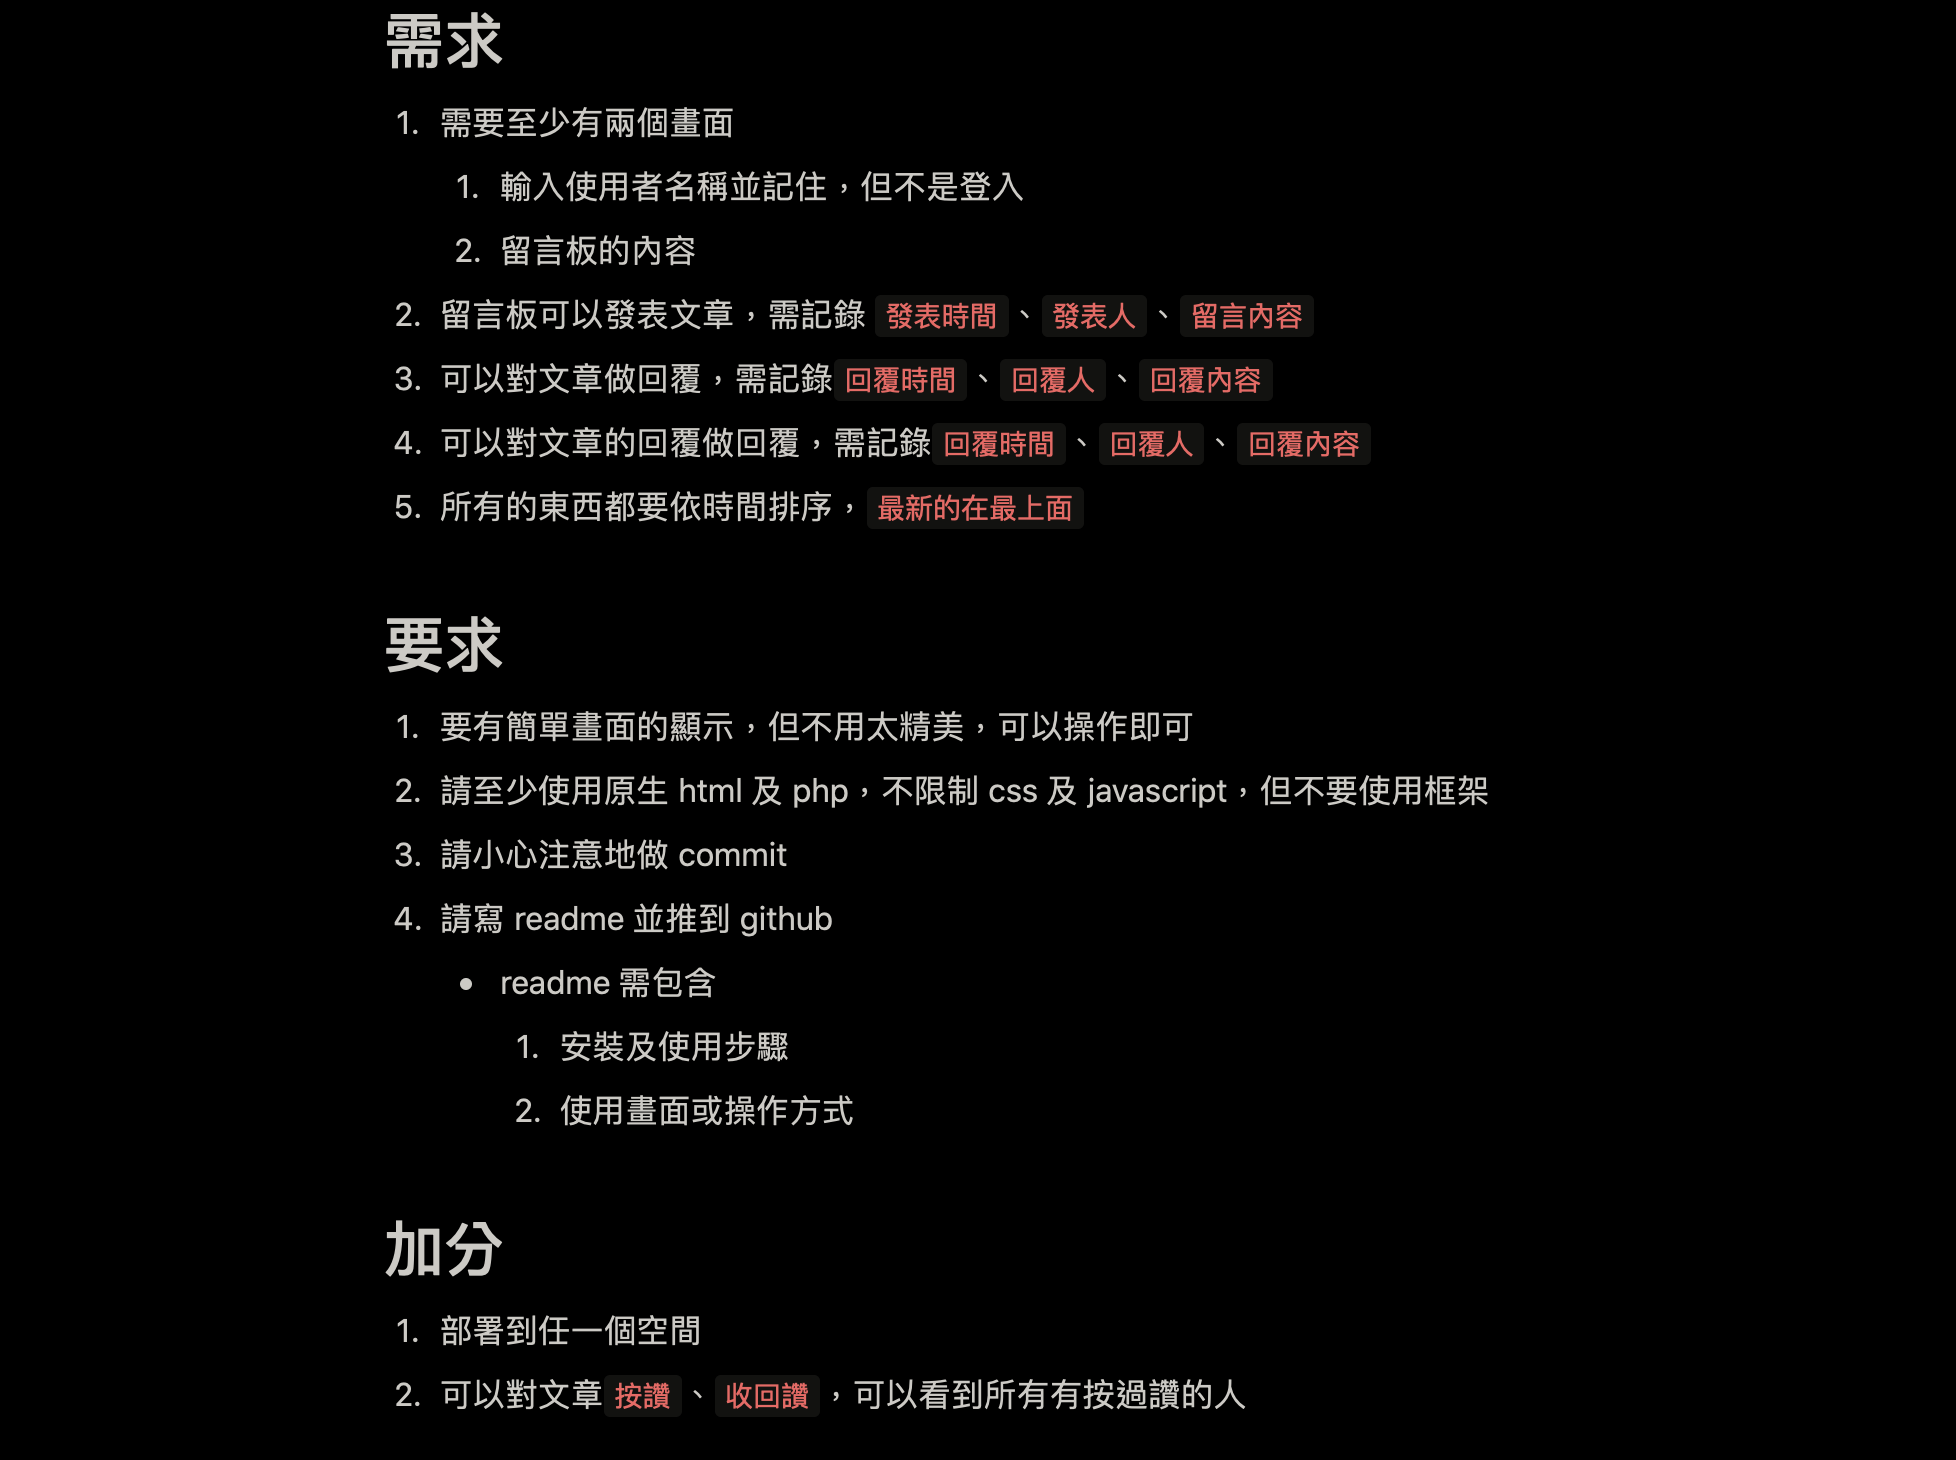 需求
1. 需要至少有兩個畫面
1. 輸入使用者名稱並記住，但不是登入
2. 留言板的內容
2. 留言板可以發表文章，需記錄 發表時間、發表人、留言內容
3. 可以對文章做回覆，需記錄回覆時間、回覆人、回覆內容
4. 可以對文章的回覆做回覆，需記錄回覆時間、回覆人、回覆內容
5. 所有的東西都要依時間排序，最新的在最上面
要求
1. 要有簡單畫面的顯示，但不用太精美，可以操作即可
2. 請至少使用原生 html 及 php，不限制 css 及 javascript，但不要使用框架
3. 請小心注意地做 commit
4. 請寫 readme 並推到 github
• readme 需包含
1. 安裝及使用步驟
2. 使用畫面或操作方式
加分
1. 部署到任一個空間
2. 可以對文章按讚、收回讚，可以看到所有有按過讚的人